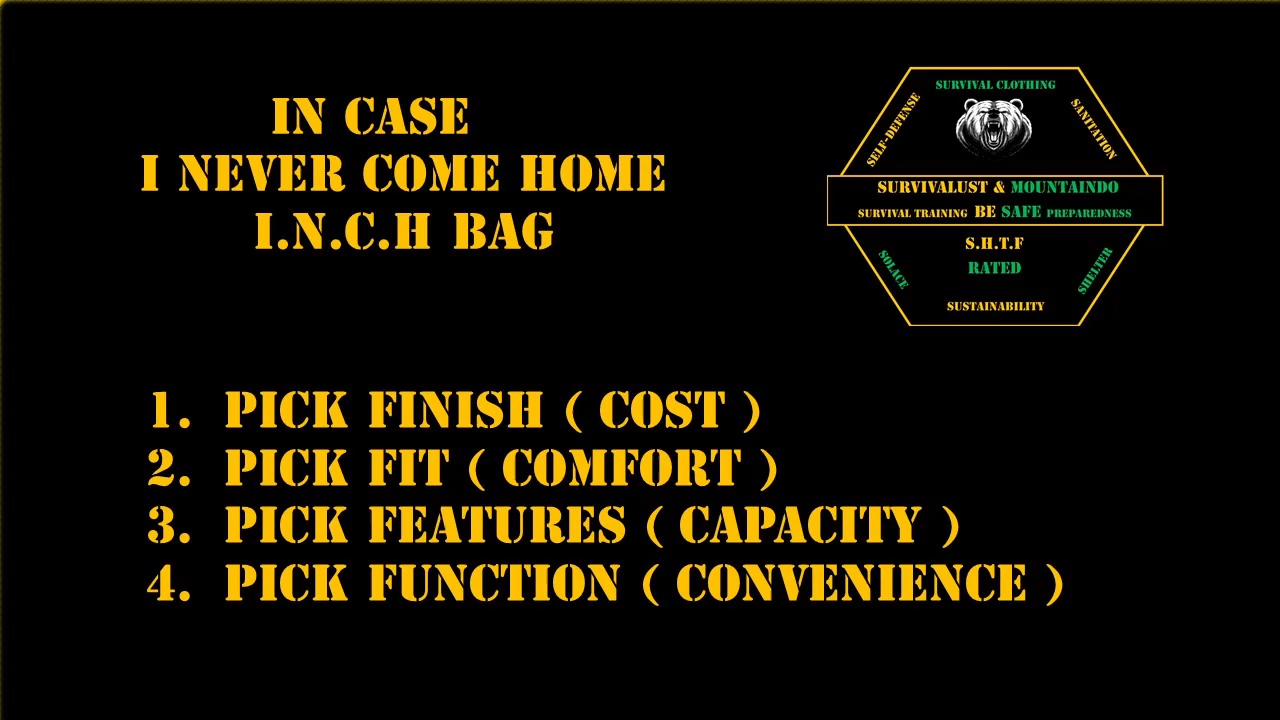 IN CASE
I NEVER COME HOME
I.N.C.H BAG
SURVIVAL CLOTHING
SELF-DEFENSE
SANITATION
SURVIVALUST & MOUNTAINDO
SURVIVAL TRAINING BE SAFE PREPAREDNESS
S.H.T.F
RATED
SOLACE
SHELTER
SUSTAINABILITY
1. PICK FINISH ( COST )
2. PICK FIT ( COMFORT )
3. PICK FEATURES ( CAPACITY )
4. PICK FUNCTION ( CONVENIENCE )